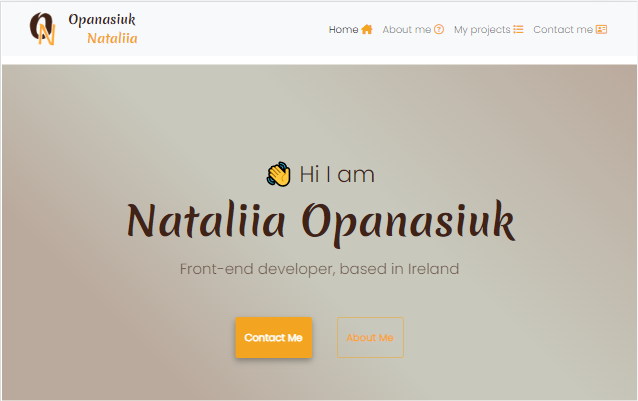 Opanasiuk
Nataliia
Home About me My projects Contact me
Hi I am
Nataliia Opanasiuk
Front-end developer, based in Ireland
Contact Me About Me